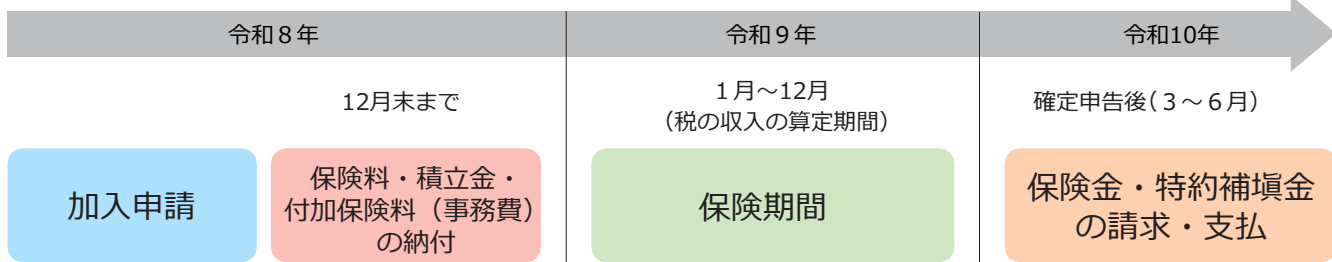 令和８年
令和９年
令和10年
12月末まで
１月～12月
（税の収入の算定期間）
確定申告後（３～６月）
加入申請
保険料・積立金・
付加保険料（事務費）
の納付
保険期間
保険金・特約補塡金
の請求・支払